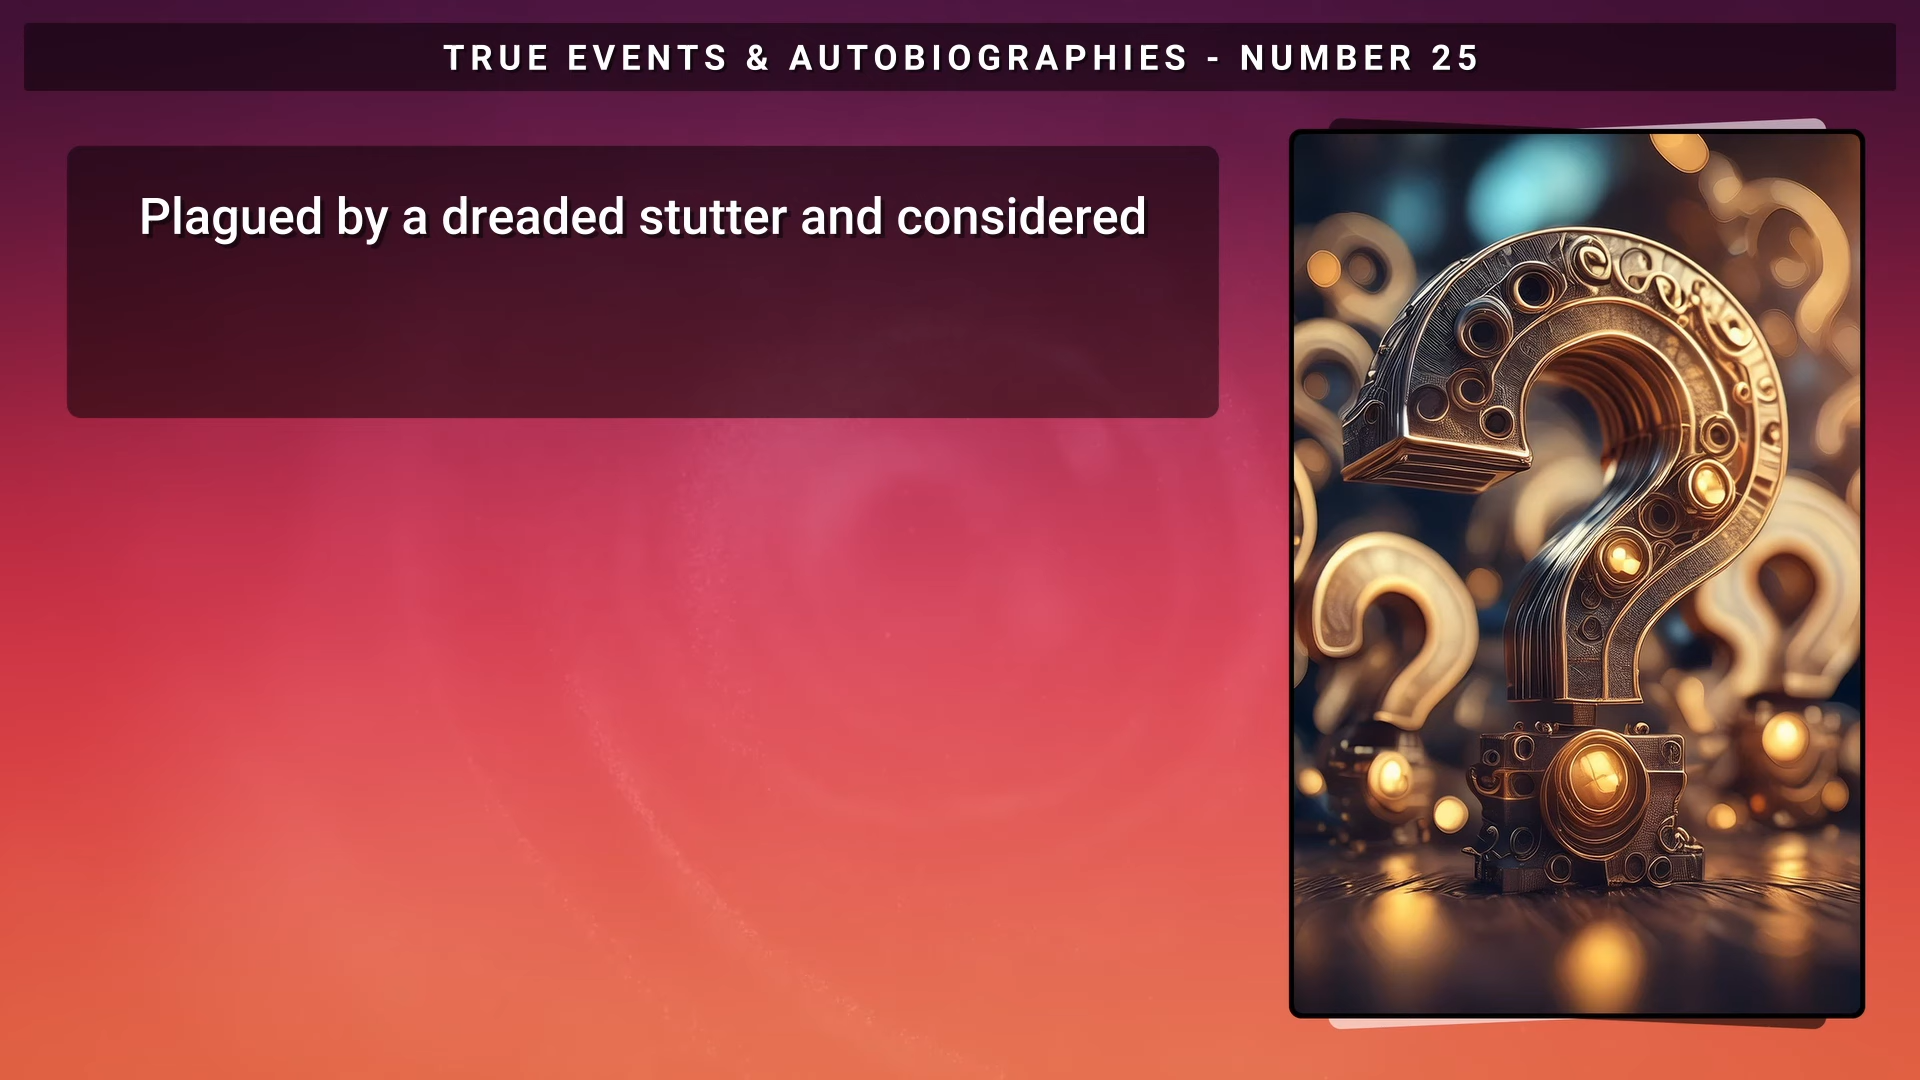 TRUE EVENTS & AUTOBIOGRAPHIES - NUMBER 25
Plagued by a dreaded stutter and considered